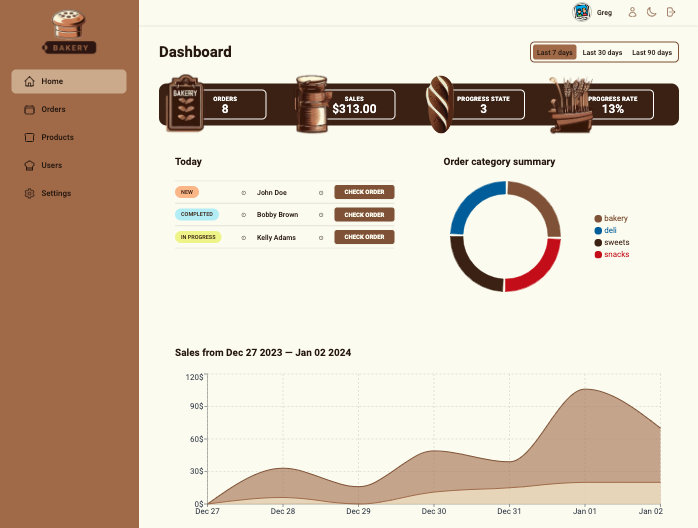 BAKERY
Home
Orders
Products
Users
Settings
Greg
Dashboard
Last 7 days Last 30 days Last 90 days
BAKEERY
ORDERS
8
SALES
$313.00
PROGRESS STATE
3
PROGRESS RATE
13%
Today
NEW John Doe CHECK ORDER
COMPLETED Bobby Brown CHECK ORDER
IN PROGRESS Kelly Adams CHECK ORDER
Order category summary
bakery
deli
sweets
snacks
Sales from Dec 27 2023 — Jan 02 2024
120$
90$
60$
30$
0$
Dec 27 Dec 28 Dec 29 Dec 30 Dec 31 Jan 01 Jan 02